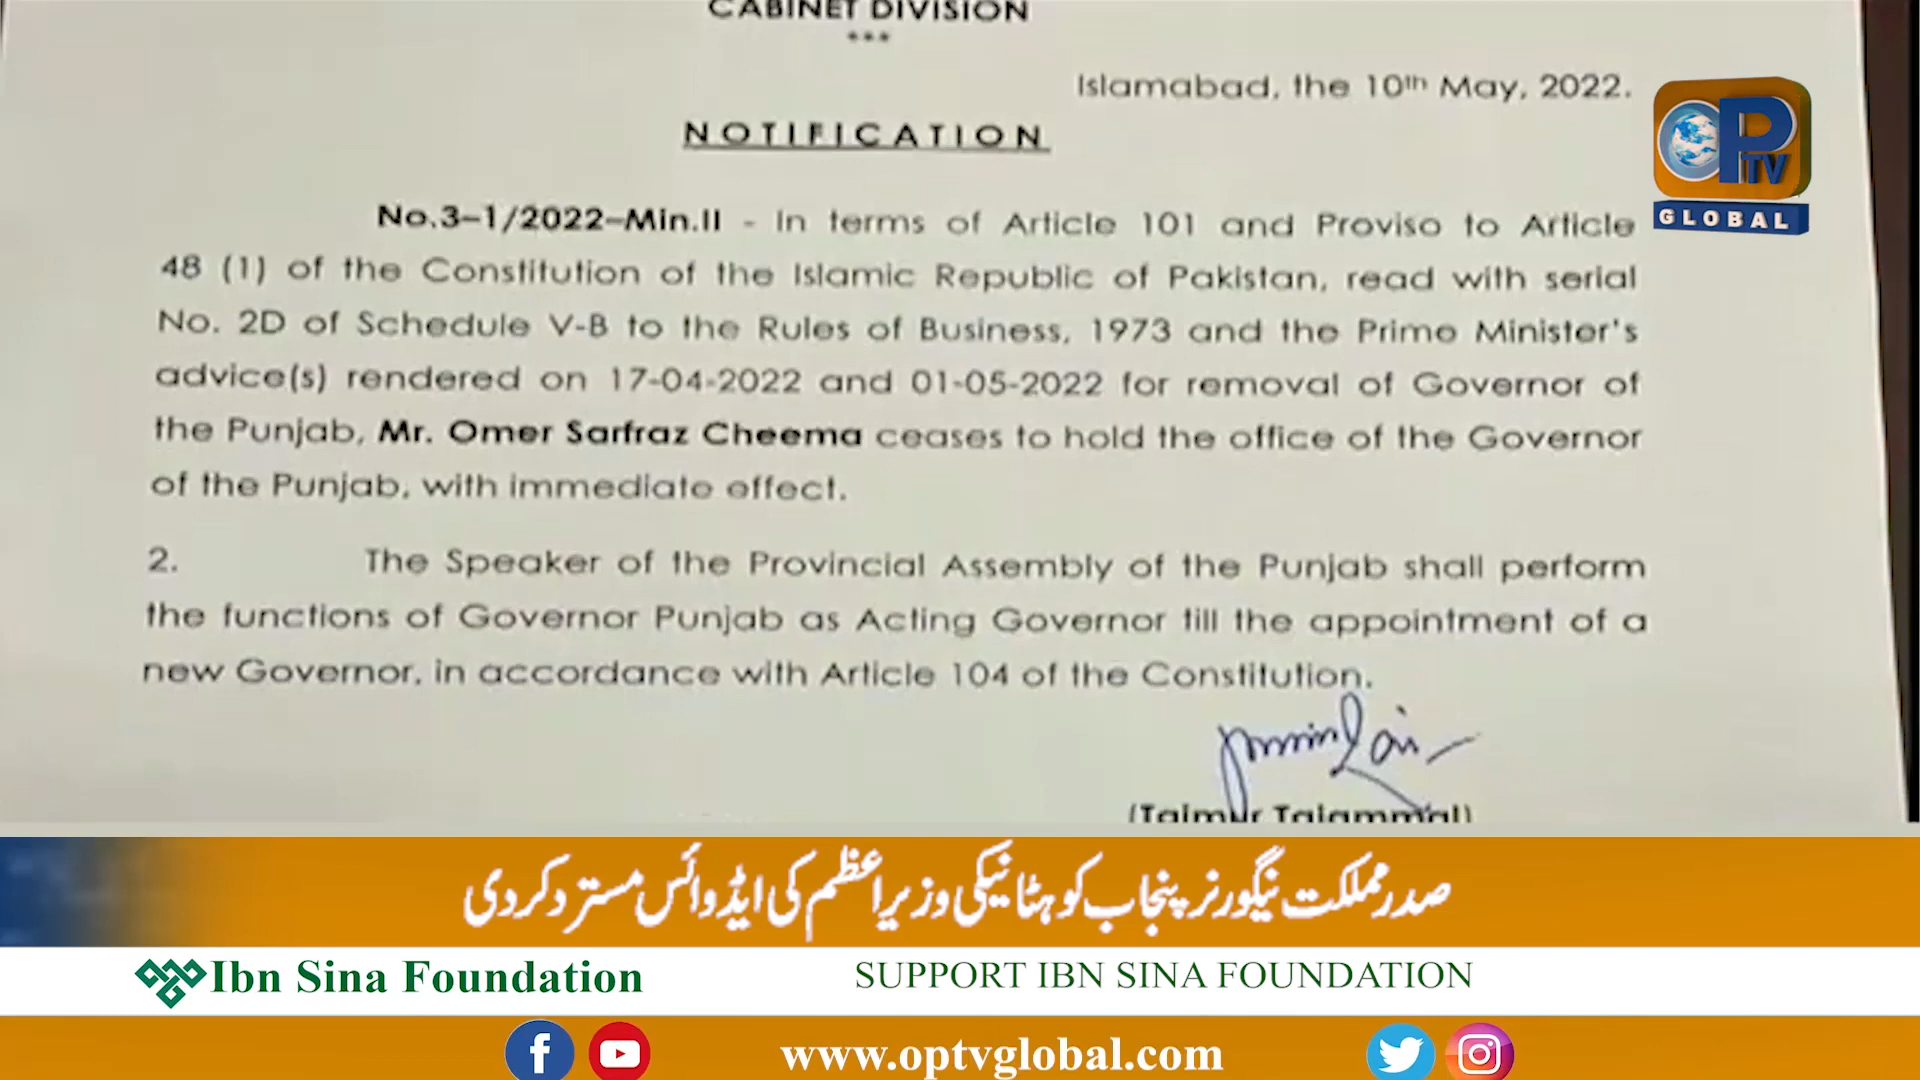 CABINET DIVISION
***
Islamabad, the 10th May, 2022.
NOTIFICATION
No.3–1/2022–Min.II - In terms of Article 101 and Proviso to Article
48 (1) of the Constitution of the Islamic Republic of Pakistan, read with serial
No. 2D of Schedule V-B to the Rules of Business, 1973 and the Prime Minister's
advice(s) rendered on 17-04-2022 and 01-05-2022 for removal of Governor of
the Punjab, Mr. Omer Sarfraz Cheema ceases to hold the office of the Governor
of the Punjab, with immediate effect.
2. The Speaker of the Provincial Assembly of the Punjab shall perform
the functions of Governor Punjab as Acting Governor till the appointment of a
new Governor, in accordance with Article 104 of the Constitution.
OPTV
GLOBAL
صدر مملکت نیگورنر پنجاب کو ہٹانیکی وزیراعظم کی ایڈوائس مسترد کردی
Ibn Sina Foundation
SUPPORT IBN SINA FOUNDATION
www.optvglobal.com